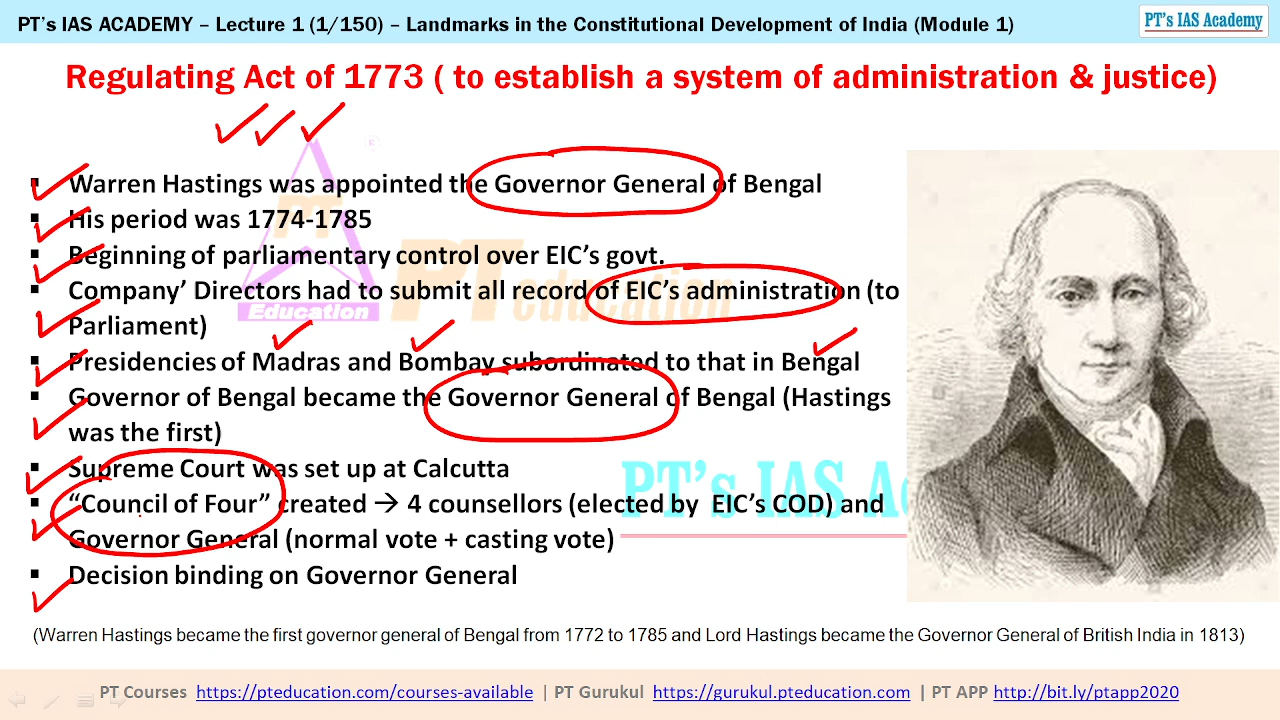 PT's IAS ACADEMY – Lecture 1 (1/150) – Landmarks in the Constitutional Development of India (Module 1)
PT's IAS Academy
Regulating Act of 1773 ( to establish a system of administration & justice)
▪ Warren Hastings was appointed the Governor General of Bengal
▪ His period was 1774-1785
▪ Beginning of parliamentary control over EIC's govt.
▪ Company' Directors had to submit all record of EIC's administration (to
Parliament)
▪ Presidencies of Madras and Bombay subordinated to that in Bengal
▪ Governor of Bengal became the Governor General of Bengal (Hastings
was the first)
▪ Supreme Court was set up at Calcutta
▪ “Council of Four” created → 4 counsellors (elected by EIC's COD) and
Governor General (normal vote + casting vote)
▪ Decision binding on Governor General
PT education
Education
PT's IAS Ac
(Warren Hastings became the first governor general of Bengal from 1772 to 1785 and Lord Hastings became the Governor General of British India in 1813)
PT Courses https://pteducation.com/courses-available | PT Gurukul https://gurukul.pteducation.com | PT APP http://bit.ly/ptapp2020